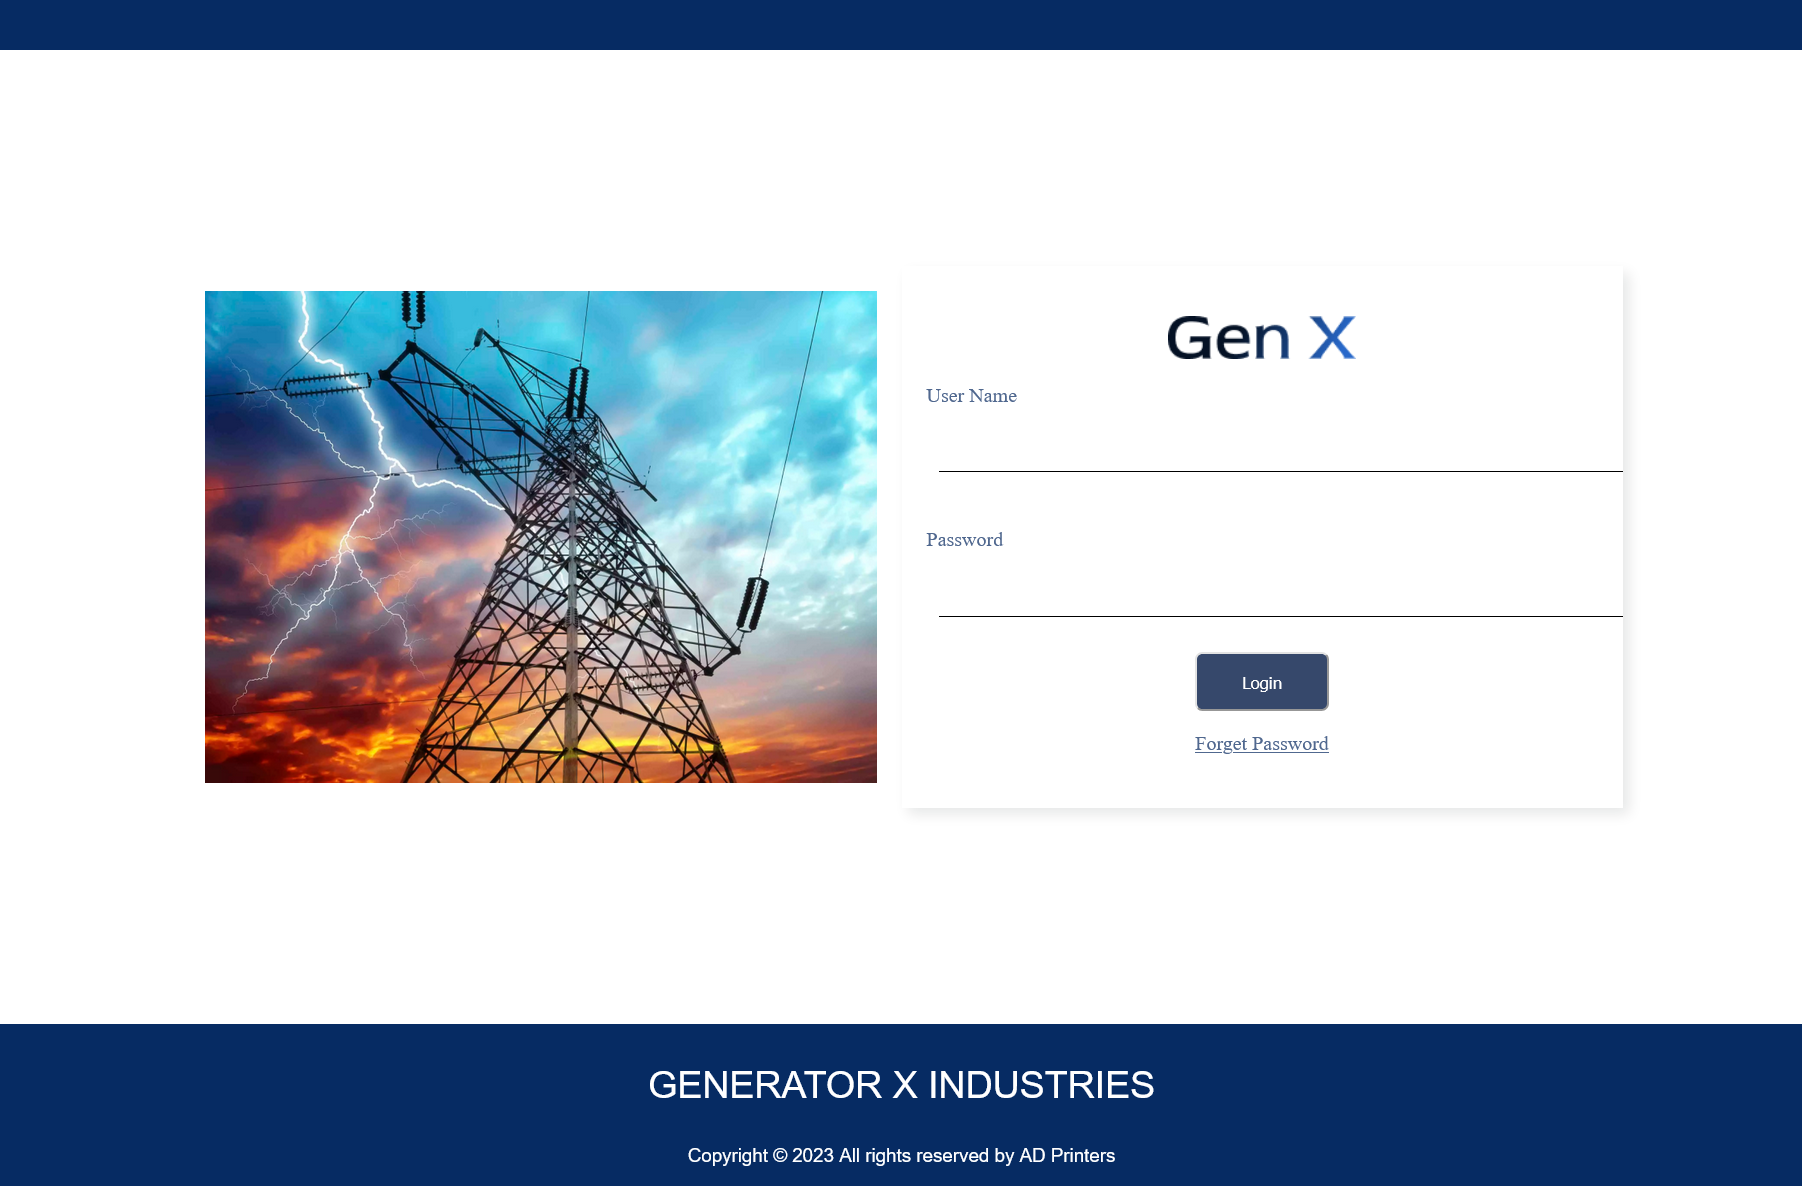 Gen X
User Name
Password
Login
Forget Password
GENERATOR X INDUSTRIES
Copyright © 2023 All rights reserved by AD Printers